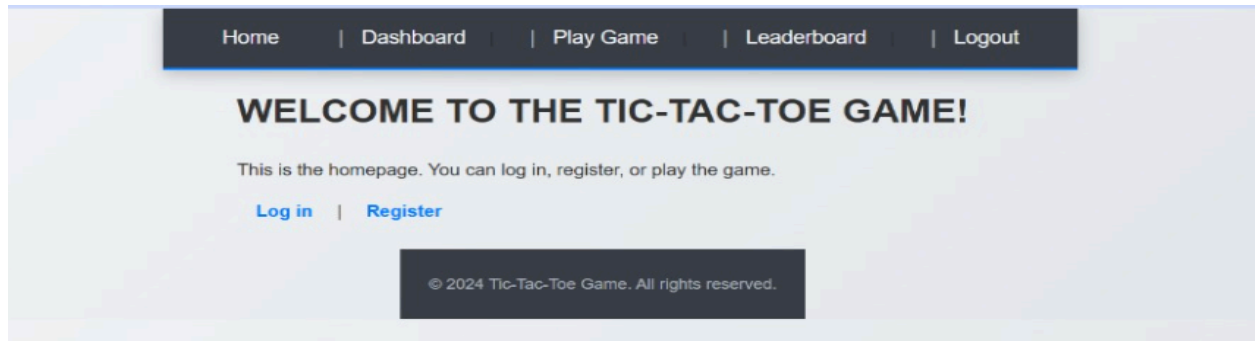 Home | Dashboard | Play Game | Leaderboard | Logout
WELCOME TO THE TIC-TAC-TOE GAME!
This is the homepage. You can log in, register, or play the game.
Log in | Register
© 2024 Tic-Tac-Toe Game. All rights reserved.